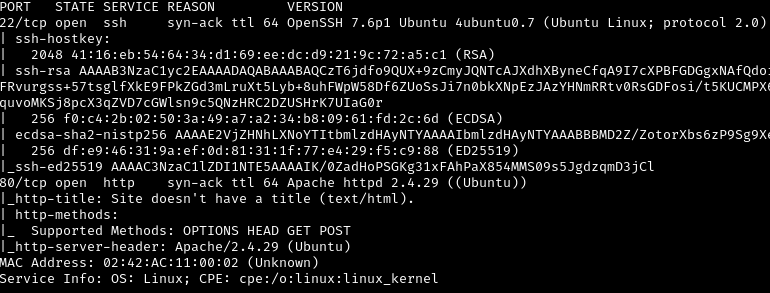 PORT   STATE SERVICE REASON         VERSION
22/tcp open  ssh     syn-ack ttl 64 OpenSSH 7.6p1 Ubuntu 4ubuntu0.7 (Ubuntu Linux; protocol 2.0)
| ssh-hostkey:
|   2048 41:16:eb:54:64:34:d1:69:ee:dc:d9:21:9c:72:a5:c1 (RSA)
| ssh-rsa AAAAB3NzaC1yc2EAAAADAQABAAABAQCzT6jdfo9QUX+9zCmyJQNTcAJXdhXByneCfqA9I7cXPBFGDGgxNAfQdoi
FRvurgss+57tsglfXkE9FPkZGd3mLruXt5Lyb+8uhFWpW58Df6ZUoSsJi7n0bkXNpEzJAzYHNmRRtv0RsGDFosi/t5KUCMPX6
quvoMKSj8pcX3qZVD7cGWlsn9c5QNzHRC2DZUSHrK7UIaG0r
|   256 f0:c4:2b:02:50:3a:49:a7:a2:34:b8:09:61:fd:2c:6d (ECDSA)
| ecdsa-sha2-nistp256 AAAAE2VjZHNhLXNoYTItbmlzdHAyNTYAAAAIbmlzdHAyNTYAAABBBMD2Z/ZotorXbs6zP9Sg9Xe
|   256 df:e9:46:31:9a:ef:0d:81:31:1f:77:e4:29:f5:c9:88 (ED25519)
|_ssh-ed25519 AAAAC3NzaC1lZDI1NTE5AAAAIK/0ZadHoPSGKg31xFAhPaX854MMS09s5JgdzqmD3jCl
80/tcp open  http    syn-ack ttl 64 Apache httpd 2.4.29 ((Ubuntu))
|_http-title: Site doesn't have a title (text/html).
| http-methods:
|_  Supported Methods: OPTIONS HEAD GET POST
|_http-server-header: Apache/2.4.29 (Ubuntu)
MAC Address: 02:42:AC:11:00:02 (Unknown)
Service Info: OS: Linux; CPE: cpe:/o:linux:linux_kernel